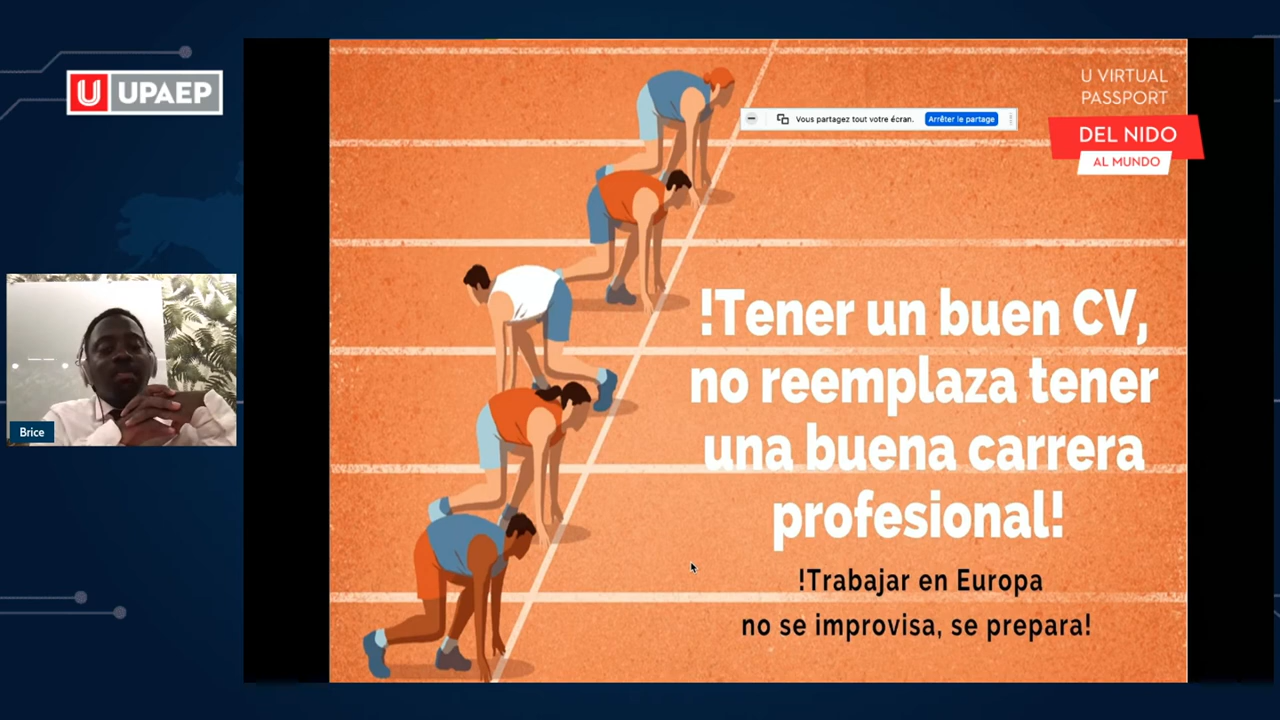 U UPAEP
U VIRTUAL
PASSPORT
DEL NIDO
AL MUNDO
Vous partagez tout votre écran. Arrêter le partage
!Tener un buen CV,
no reemplaza tener
una buena carrera
profesional!
!Trabajar en Europa
no se improvisa, se prepara!
Brice